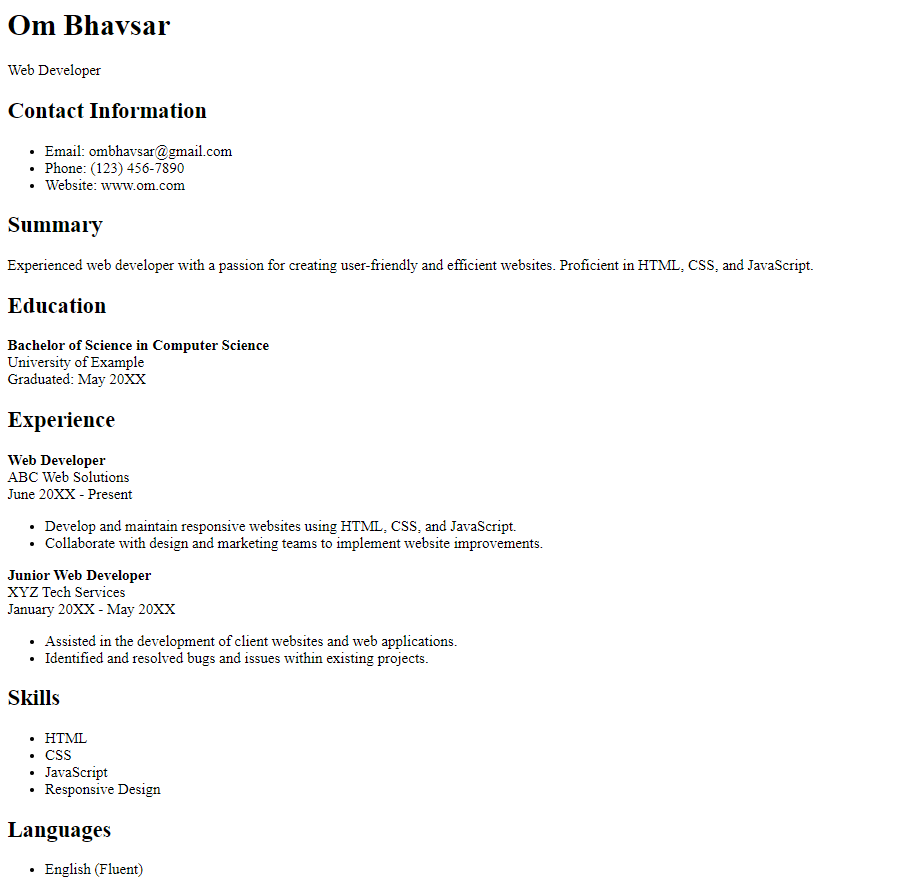 Om Bhavsar
Web Developer
Contact Information
• Email: ombhavsar@gmail.com
• Phone: (123) 456-7890
• Website: www.om.com
Summary
Experienced web developer with a passion for creating user-friendly and efficient websites. Proficient in HTML, CSS, and JavaScript.
Education
Bachelor of Science in Computer Science
University of Example
Graduated: May 20XX
Experience
Web Developer
ABC Web Solutions
June 20XX - Present
• Develop and maintain responsive websites using HTML, CSS, and JavaScript.
• Collaborate with design and marketing teams to implement website improvements.
Junior Web Developer
XYZ Tech Services
January 20XX - May 20XX
• Assisted in the development of client websites and web applications.
• Identified and resolved bugs and issues within existing projects.
Skills
• HTML
• CSS
• JavaScript
• Responsive Design
Languages
• English (Fluent)